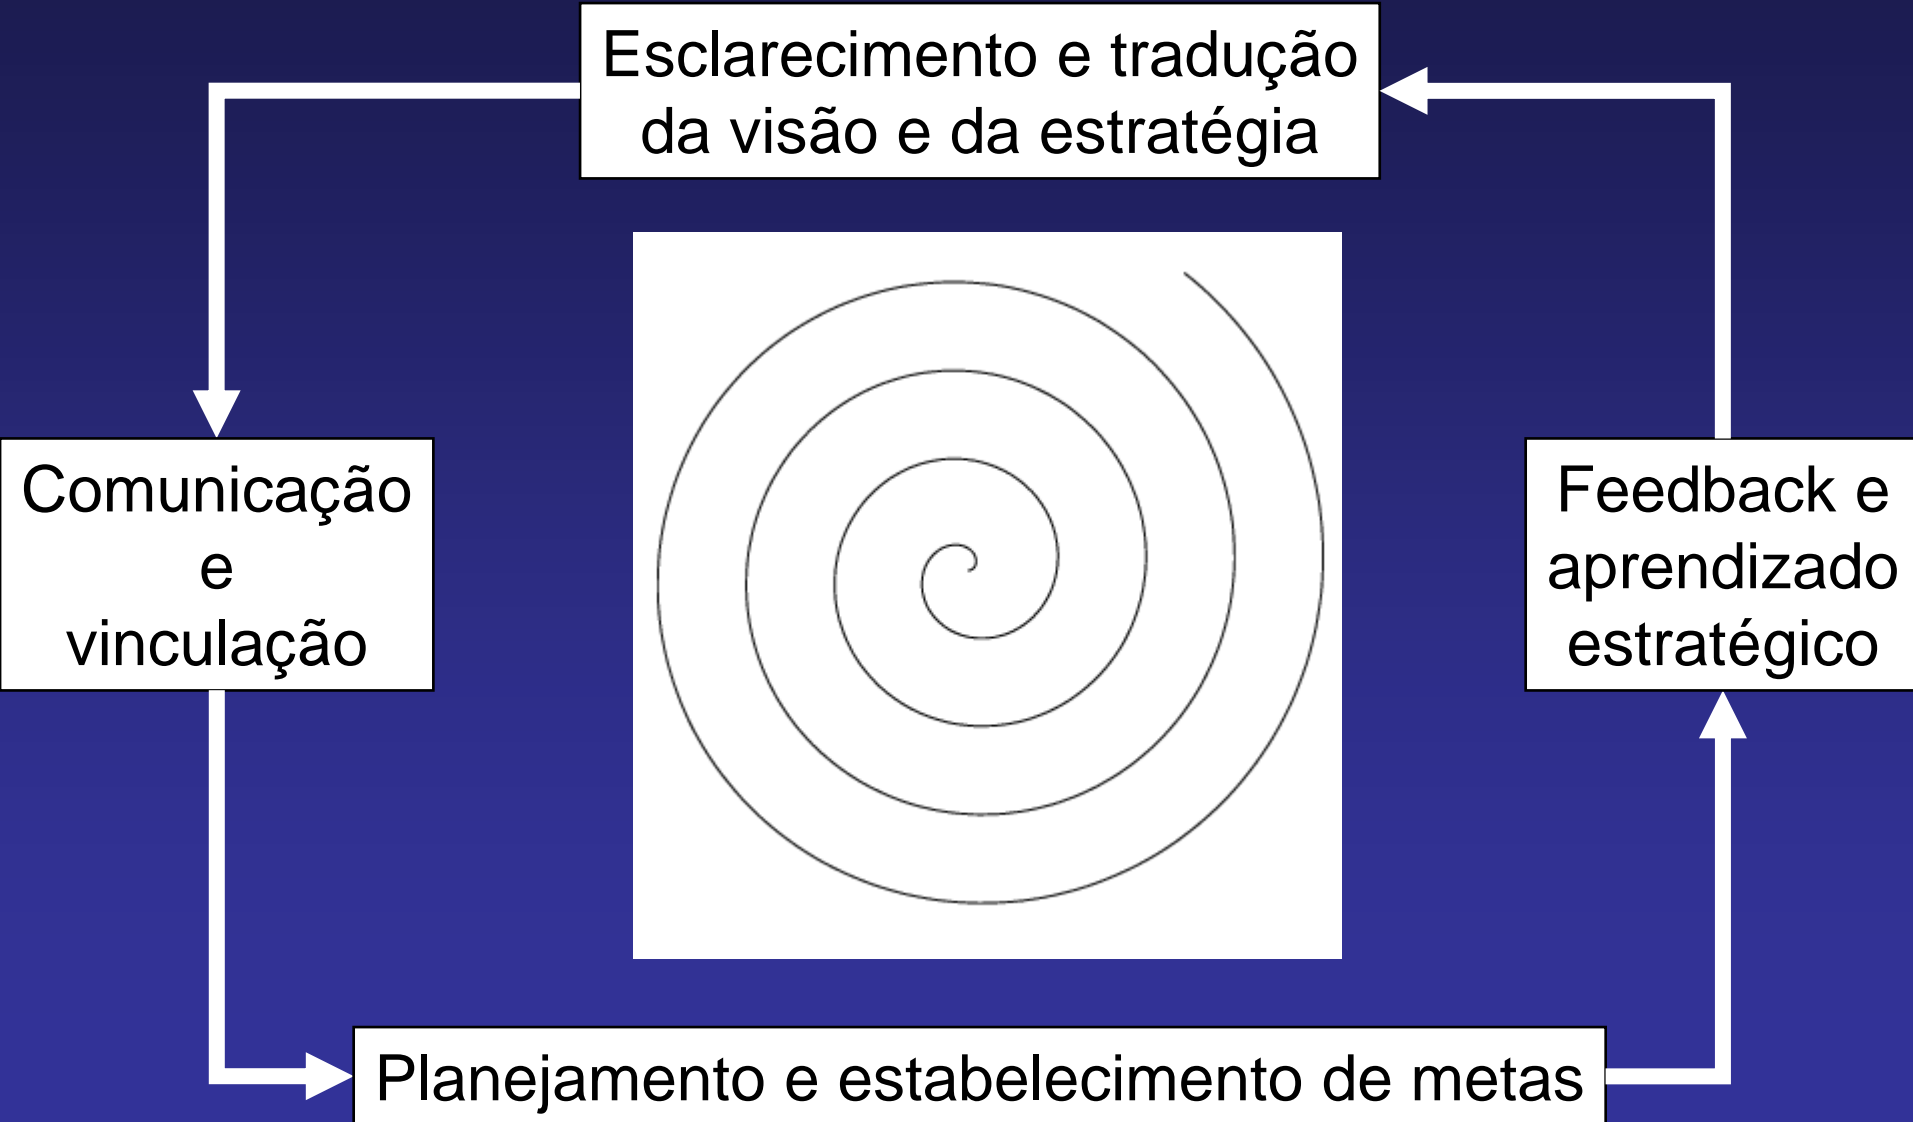 Esclarecimento e tradução
da visão e da estratégia
Comunicação
e
vinculação
Feedback e
aprendizado
estratégico
Planejamento e estabelecimento de metas